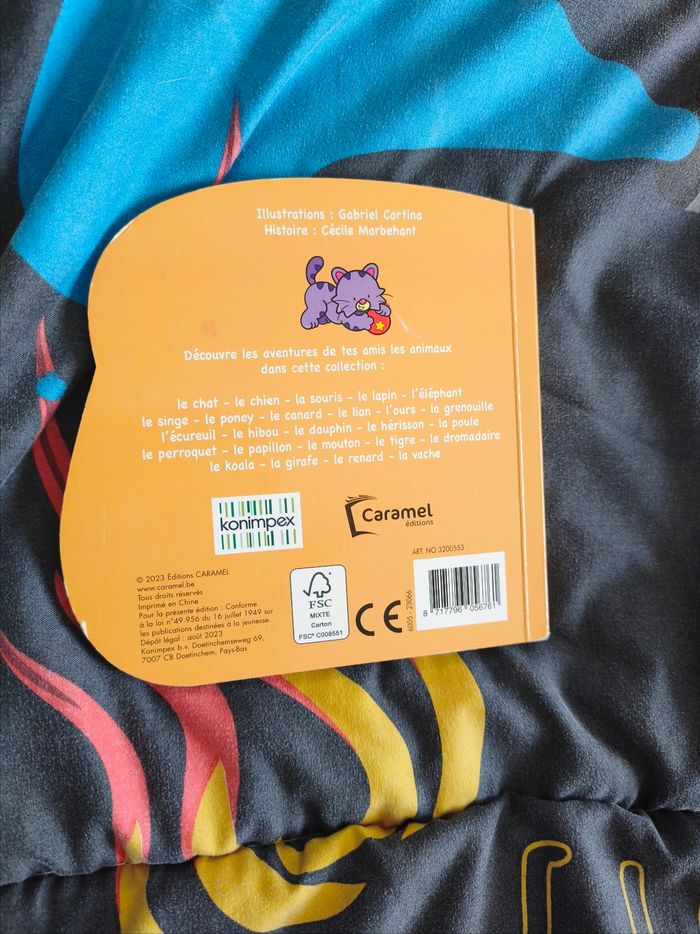 Illustrations : Gabriel Cortina
Histoire : Cécile Marbehant
Découvre les aventures de tes amis les animaux
dans cette collection :
le chat - le chien - la souris - le lapin - l'éléphant
le singe - le poney - le canard - le lion - l'ours - la grenouille
l'écureuil - le hibou - le dauphin - le hérisson - la poule
le perroquet - le papillon - le mouton - le tigre - le dromadaire
le koala - la girafe - le renard - la vache
konimpex
Caramel
éditions
ART. NO 3200553
© 2023 Éditions CARAMEL
www.caramel.be
Tous droits réservés
Imprimé en Chine
Pour la présente édition : Conforme
à la loi n°49.956 du 16 juillet 1949 sur
les publications destinées à la jeunesse.
Dépôt légal : août 2023
Konimpex b.v. Doetinchemseweg 69,
7007 CB Doetinchem, Pays-Bas
FSC
MIXTE
Carton
FSC® C008551
CE
6005 - 23066
8 717796 056761